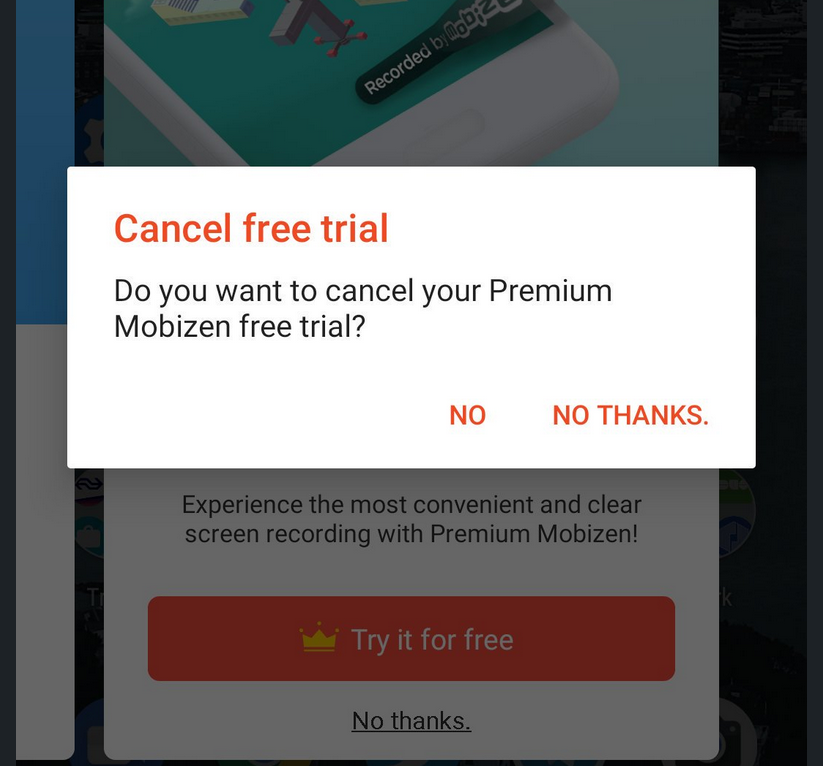 Recorded by Mobizen
Cancel free trial
Do you want to cancel your Premium
Mobizen free trial?
NO
NO THANKS.
Experience the most convenient and clear
screen recording with Premium Mobizen!
Try it for free
No thanks.